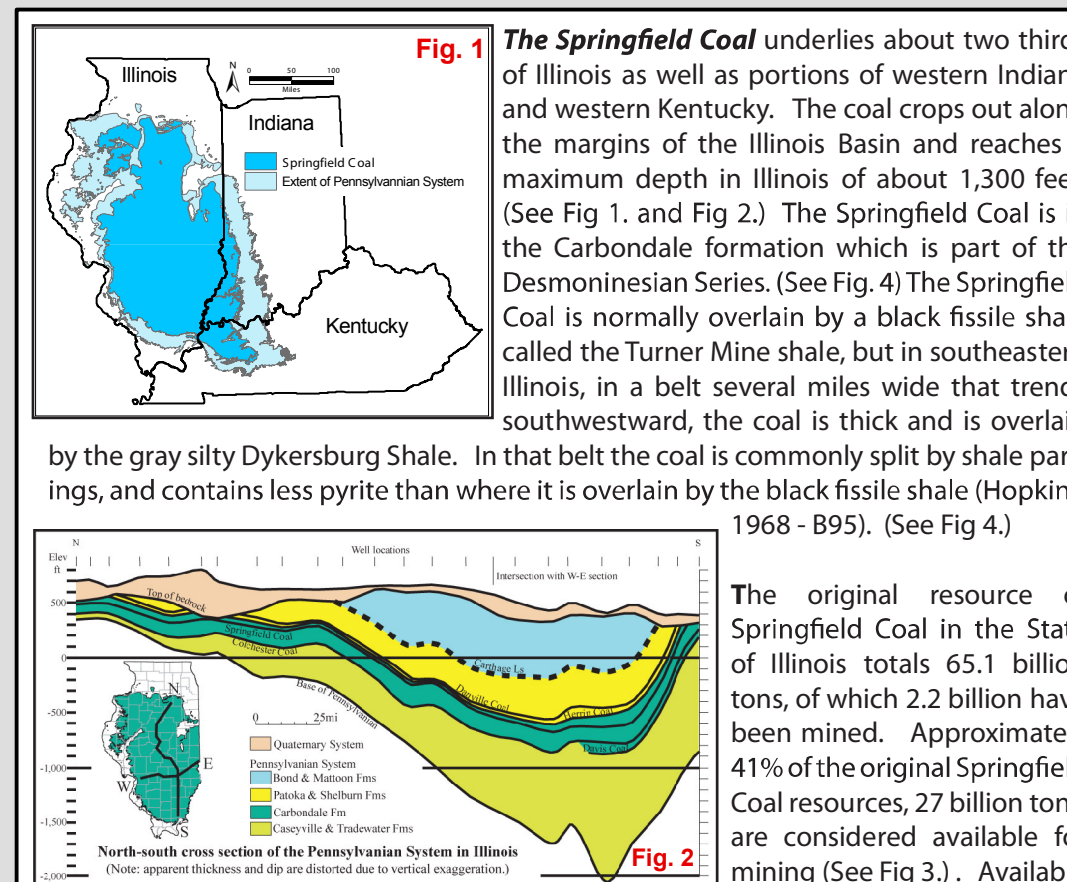 Fig. 1
N
0 50 100
Miles
Illinois
Indiana
Springfield Coal
Extent of Pennsylvannian System
Kentucky
The Springfield Coal underlies about two third
of Illinois as well as portions of western Indian
and western Kentucky. The coal crops out alon
the margins of the Illinois Basin and reaches
maximum depth in Illinois of about 1,300 fee
(See Fig 1. and Fig 2.) The Springfield Coal is
the Carbondale formation which is part of th
Desmoninesian Series. (See Fig. 4) The Springfiel
Coal is normally overlain by a black fissile sha
called the Turner Mine shale, but in southeaster
Illinois, in a belt several miles wide that trend
southwestward, the coal is thick and is overlai
by the gray silty Dykersburg Shale. In that belt the coal is commonly split by shale par
ings, and contains less pyrite than where it is overlain by the black fissile shale (Hopkin
1968 - B95). (See Fig 4.)
N
S
Elev
ft
Well locations
Intersection with W-E section
500
0
-500
-1,000
-1,500
-2,000
Top of bedrock
Springfield Coal
Colchester Coal
Base of Pennsylvanian
Carthage Ls
Danville Coal
Herrin Coal
Davis Coal
N
E
W
S
0 25mi
Quaternary System
Pennsylvanian System
Bond & Mattoon Fms
Patoka & Shelburn Fms
Carbondale Fm
Caseyville & Tradewater Fms
North-south cross section of the Pennsylvanian System in Illinois
(Note: apparent thickness and dip are distorted due to vertical exaggeration.)
Fig. 2
The original resource
Springfield Coal in the Stat
of Illinois totals 65.1 billio
tons, of which 2.2 billion hav
been mined. Approximate
41% of the original Springfiel
Coal resources, 27 billion ton
are considered available fo
mining (See Fig 3.) . Availab